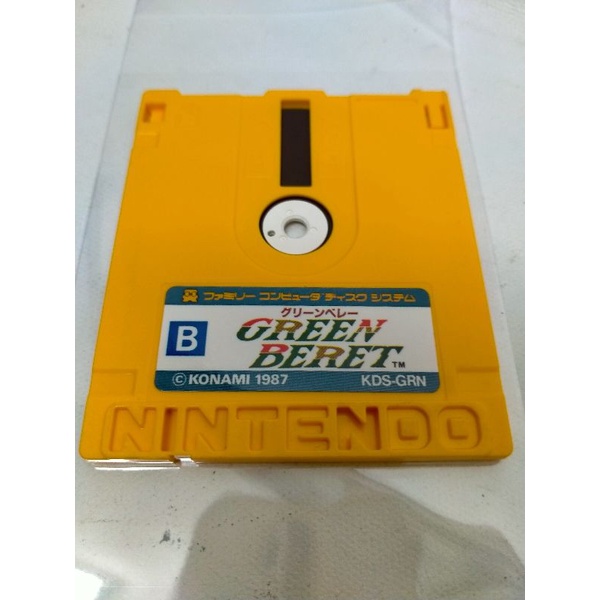 ファミリー コンピュータ ディスク システム
グリーンベレー
B
GREEN
BERET™
© KONAMI 1987 KDS-GRN
NINTENDO